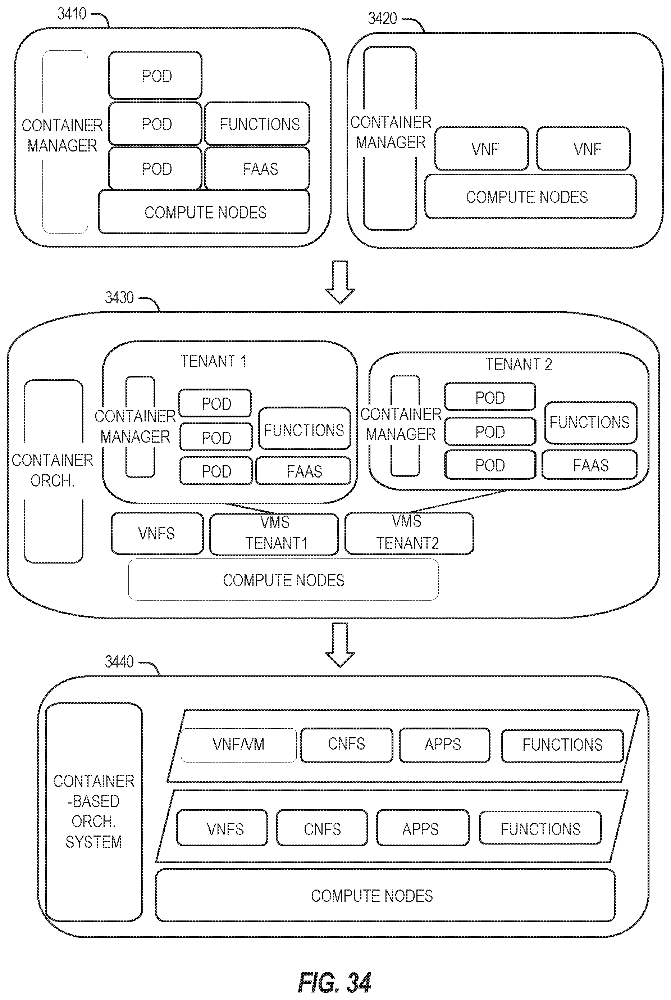 3410
3420
POD
CONTAINER
MANAGER
POD
FUNCTIONS
POD
FAAS
COMPUTE NODES
CONTAINER
MANAGER
VNF
VNF
COMPUTE NODES
3430
TENANT 1
CONTAINER
MANAGER
POD
POD
FUNCTIONS
POD
FAAS
TENANT 2
CONTAINER
MANAGER
POD
POD
FUNCTIONS
POD
FAAS
CONTAINER
ORCH.
VNFS
VMS
TENANT1
VMS
TENANT2
COMPUTE NODES
3440
CONTAINER
-BASED
ORCH.
SYSTEM
VNF/VM
CNFS
APPS
FUNCTIONS
VNFS
CNFS
APPS
FUNCTIONS
COMPUTE NODES
FIG. 34